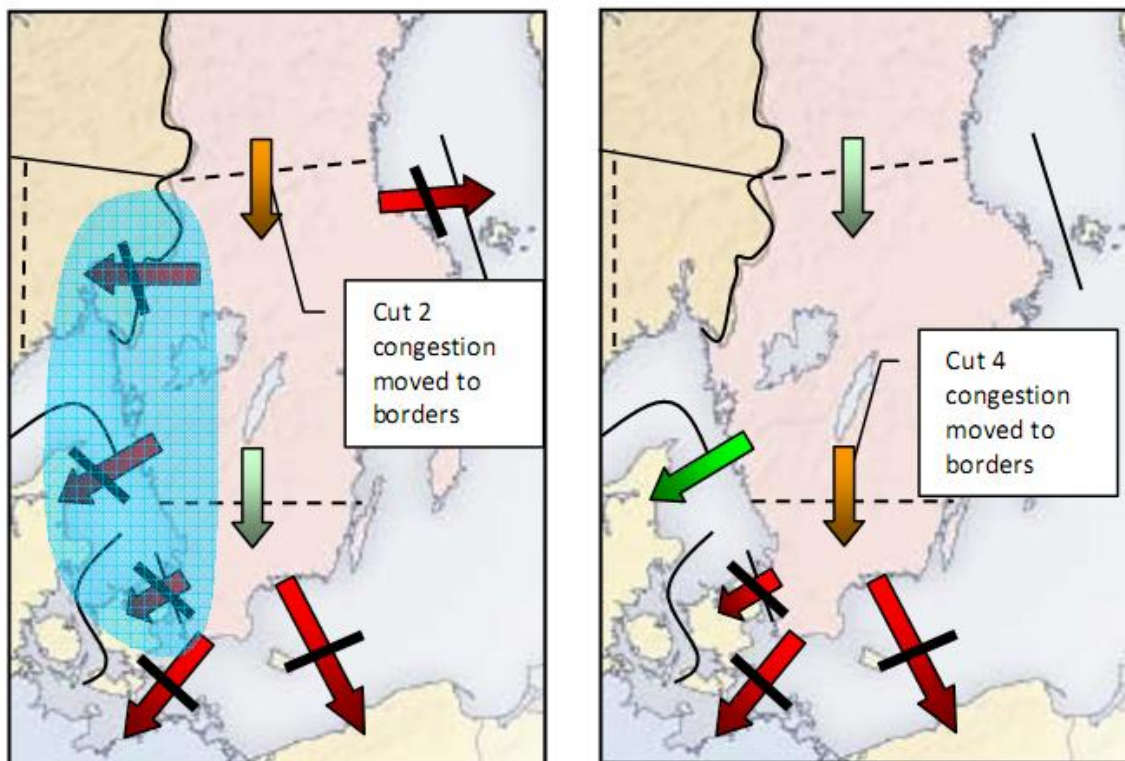 Cut 2
congestion
moved to
borders
Cut 4
congestion
moved to
borders